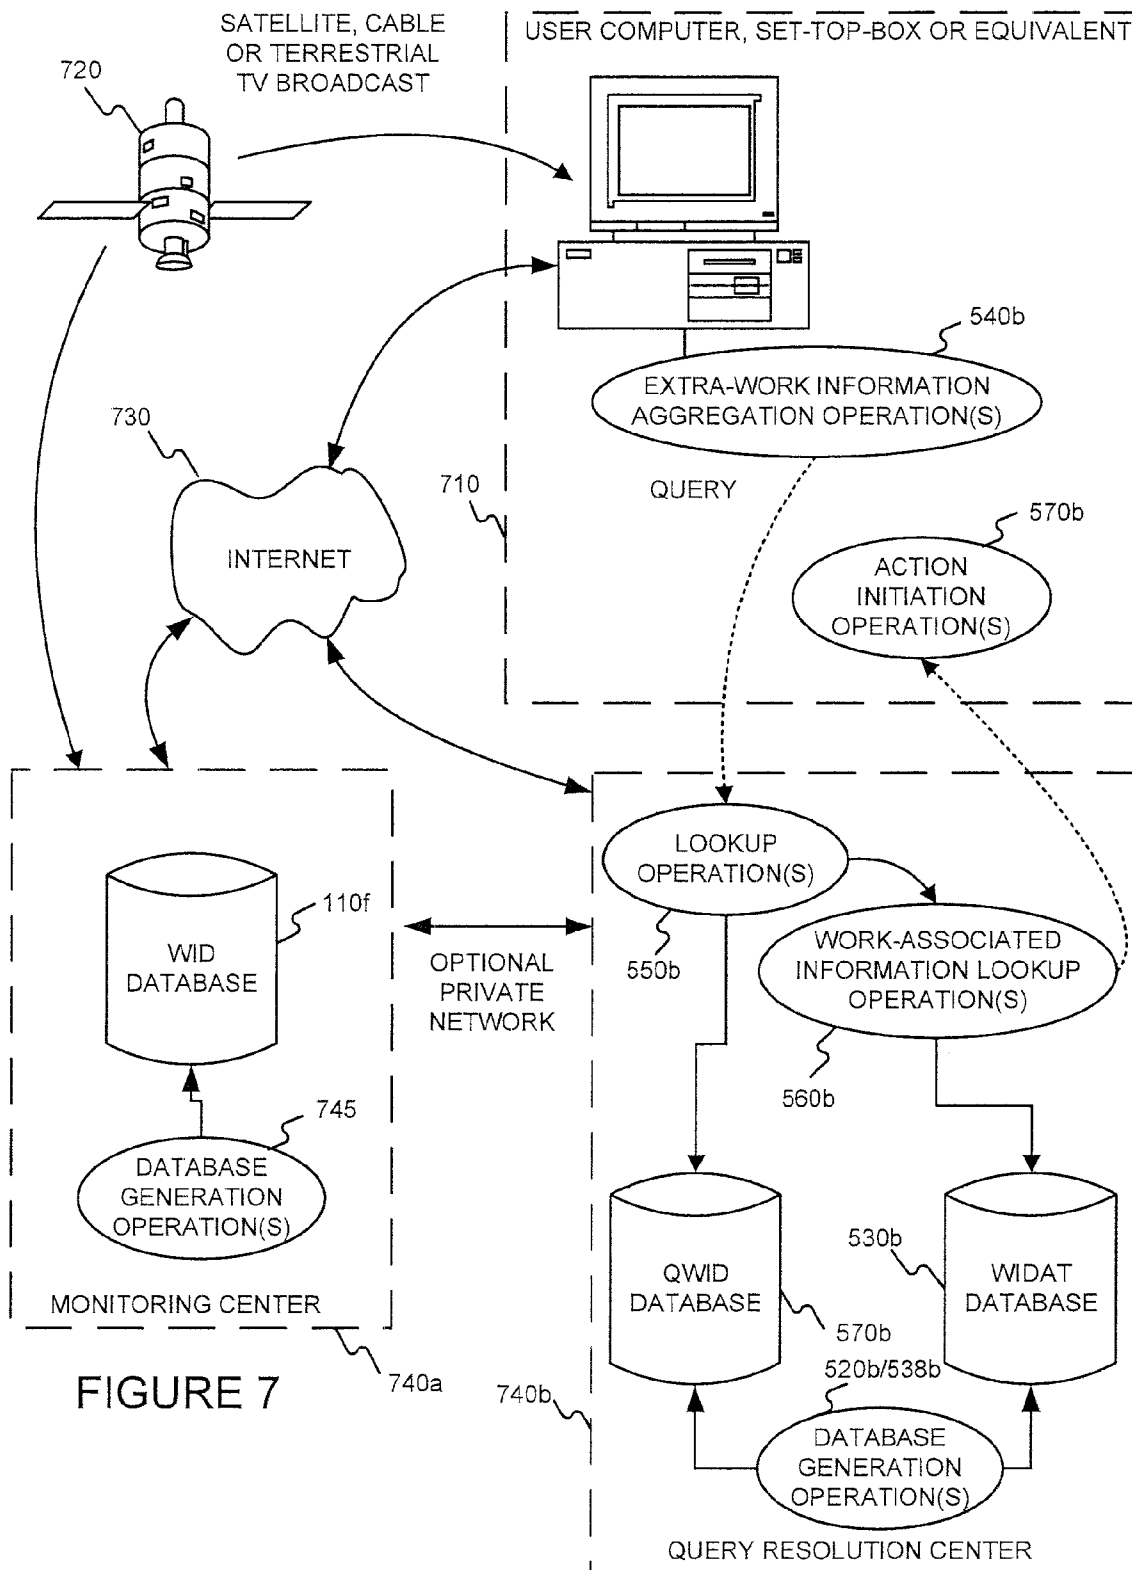 SATELLITE, CABLE
OR TERRESTRIAL
TV BROADCAST
USER COMPUTER, SET-TOP-BOX OR EQUIVALENT
720
540b
EXTRA-WORK INFORMATION
AGGREGATION OPERATION(S)
730
710
QUERY
570b
INTERNET
ACTION
INITIATION
OPERATION(S)
LOOKUP
OPERATION(S)
110f
WID
DATABASE
550b
OPTIONAL
PRIVATE
NETWORK
WORK-ASSOCIATED
INFORMATION LOOKUP
OPERATION(S)
560b
745
DATABASE
GENERATION
OPERATION(S)
530b
QWID
DATABASE
WIDAT
DATABASE
MONITORING CENTER
570b
520b/538b
FIGURE 7
740a
740b
DATABASE
GENERATION
OPERATION(S)
QUERY RESOLUTION CENTER